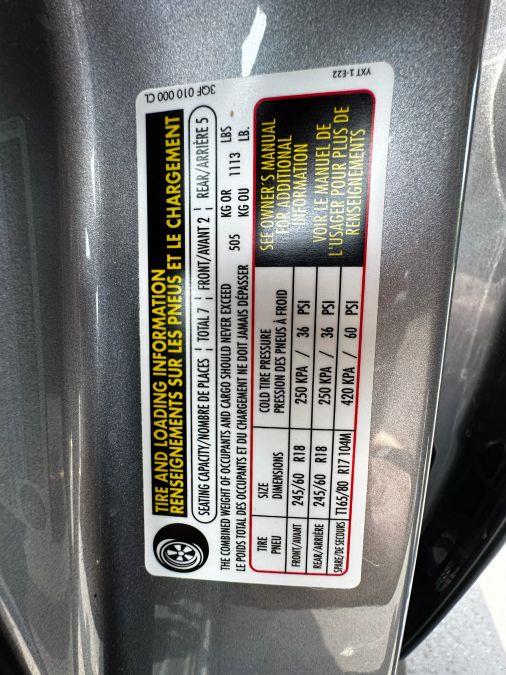 3QF 010 000 CL
YXT 1-E22
TIRE AND LOADING INFORMATION
RENSEIGNEMENTS SUR LES PNEUS ET LE CHARGEMENT
SEATING CAPACITY/NOMBRE DE PLACES ¦ TOTAL 7 ¦ FRONT/AVANT 2 ¦ REAR/ARRIÈRE 5
THE COMBINED WEIGHT OF OCCUPANTS AND CARGO SHOULD NEVER EXCEED 505 KG OR 1113 LBS
LE POIDS TOTAL DES OCCUPANTS ET DU CHARGEMENT NE DOIT JAMAIS DÉPASSER KG OU LB.
TIRE SIZE COLD TIRE PRESSURE
PNEU DIMENSIONS PRESSION DES PNEUS À FROID
FRONT/AVANT 245/60 R18 250 KPA / 36 PSI
REAR/ARRIÈRE 245/60 R18 250 KPA / 36 PSI
SPARE/DE SECOURS T165/80 R17 104M 420 KPA / 60 PSI
SEE OWNER'S MANUAL
FOR ADDITIONAL
INFORMATION
VOIR LE MANUEL DE
L'USAGER POUR PLUS DE
RENSEIGNEMENTS